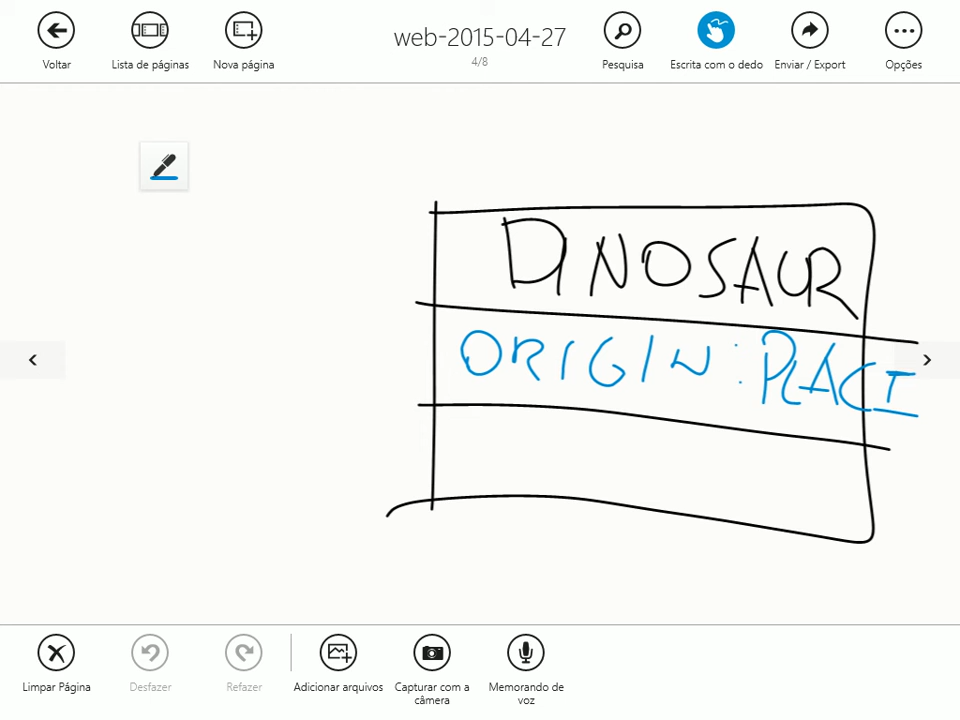 Voltar
Lista de páginas
Nova página
web-2015-04-27
4/8
Pesquisa
Escrita com o dedo
Enviar / Export
Opções
DINOSAUR
ORIGIN: PLACE
Limpar Página
Desfazer
Refazer
Adicionar arquivos
Capturar com a
câmera
Memorando de
voz